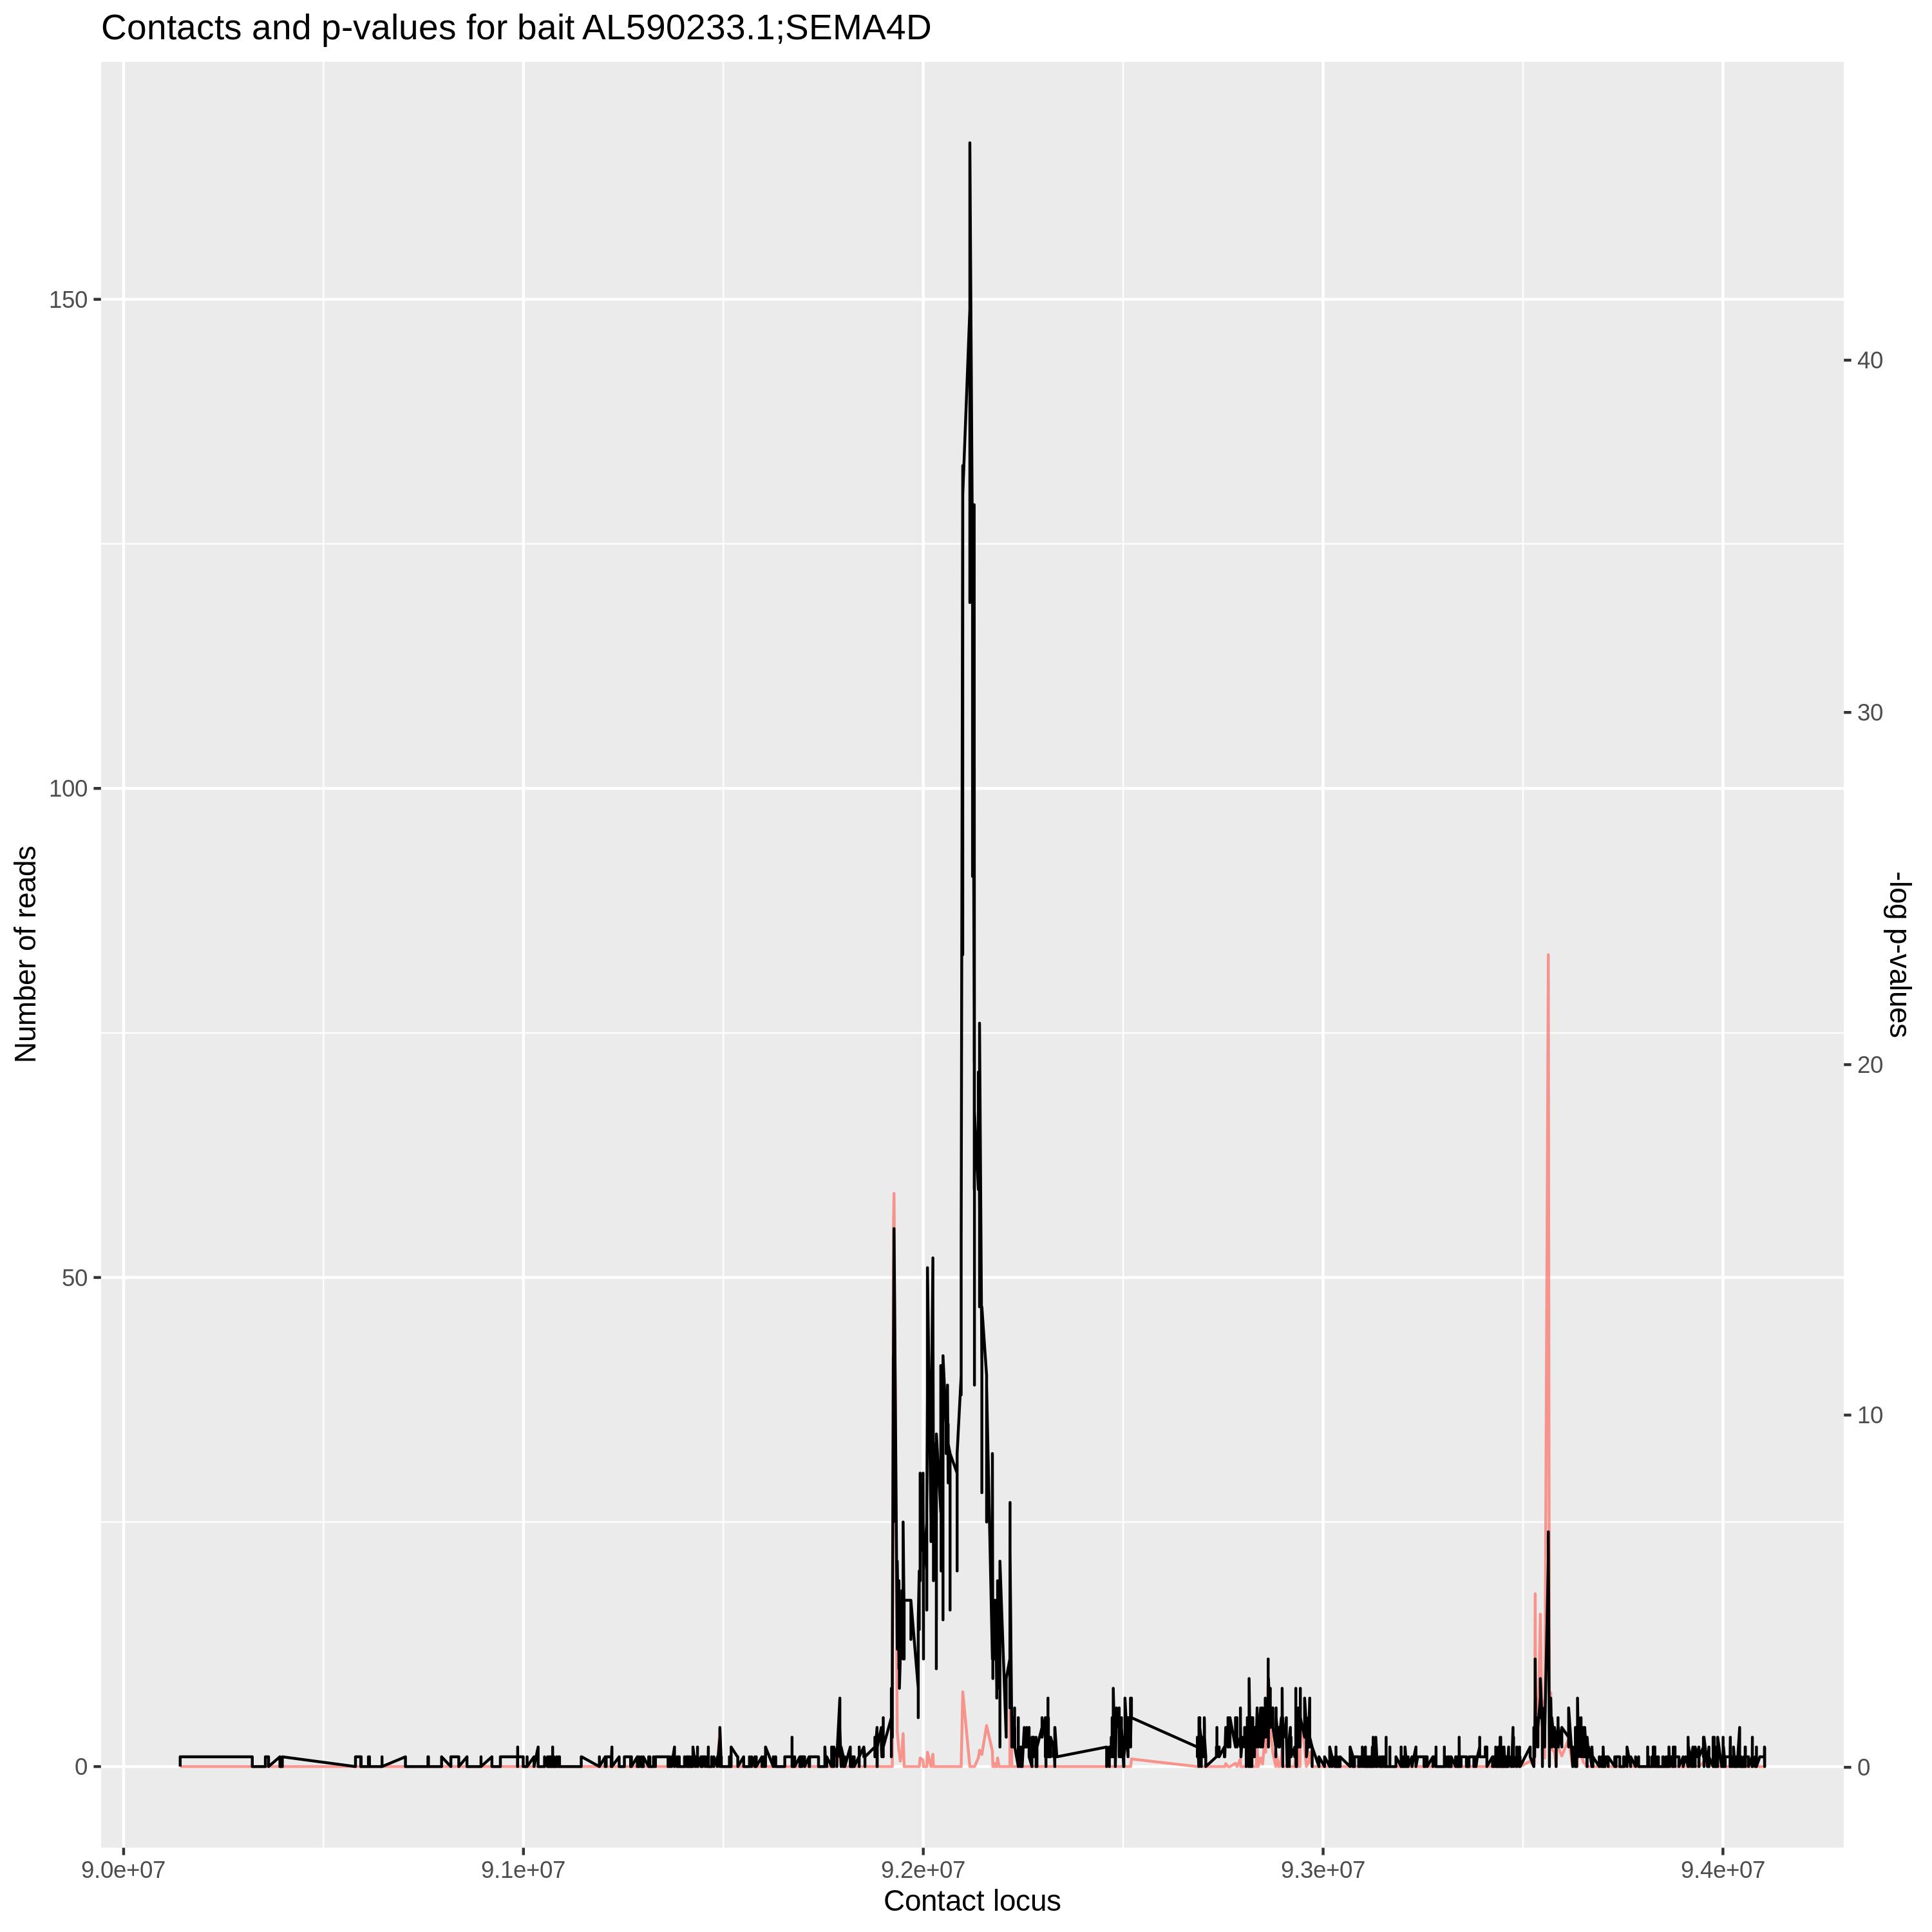 Contacts and p-values for bait AL590233.1;SEMA4D
150
100
50
0
Number of reads
40
30
20
10
0
-log p-values
9.0e+07
9.1e+07
9.2e+07
9.3e+07
9.4e+07
Contact locus